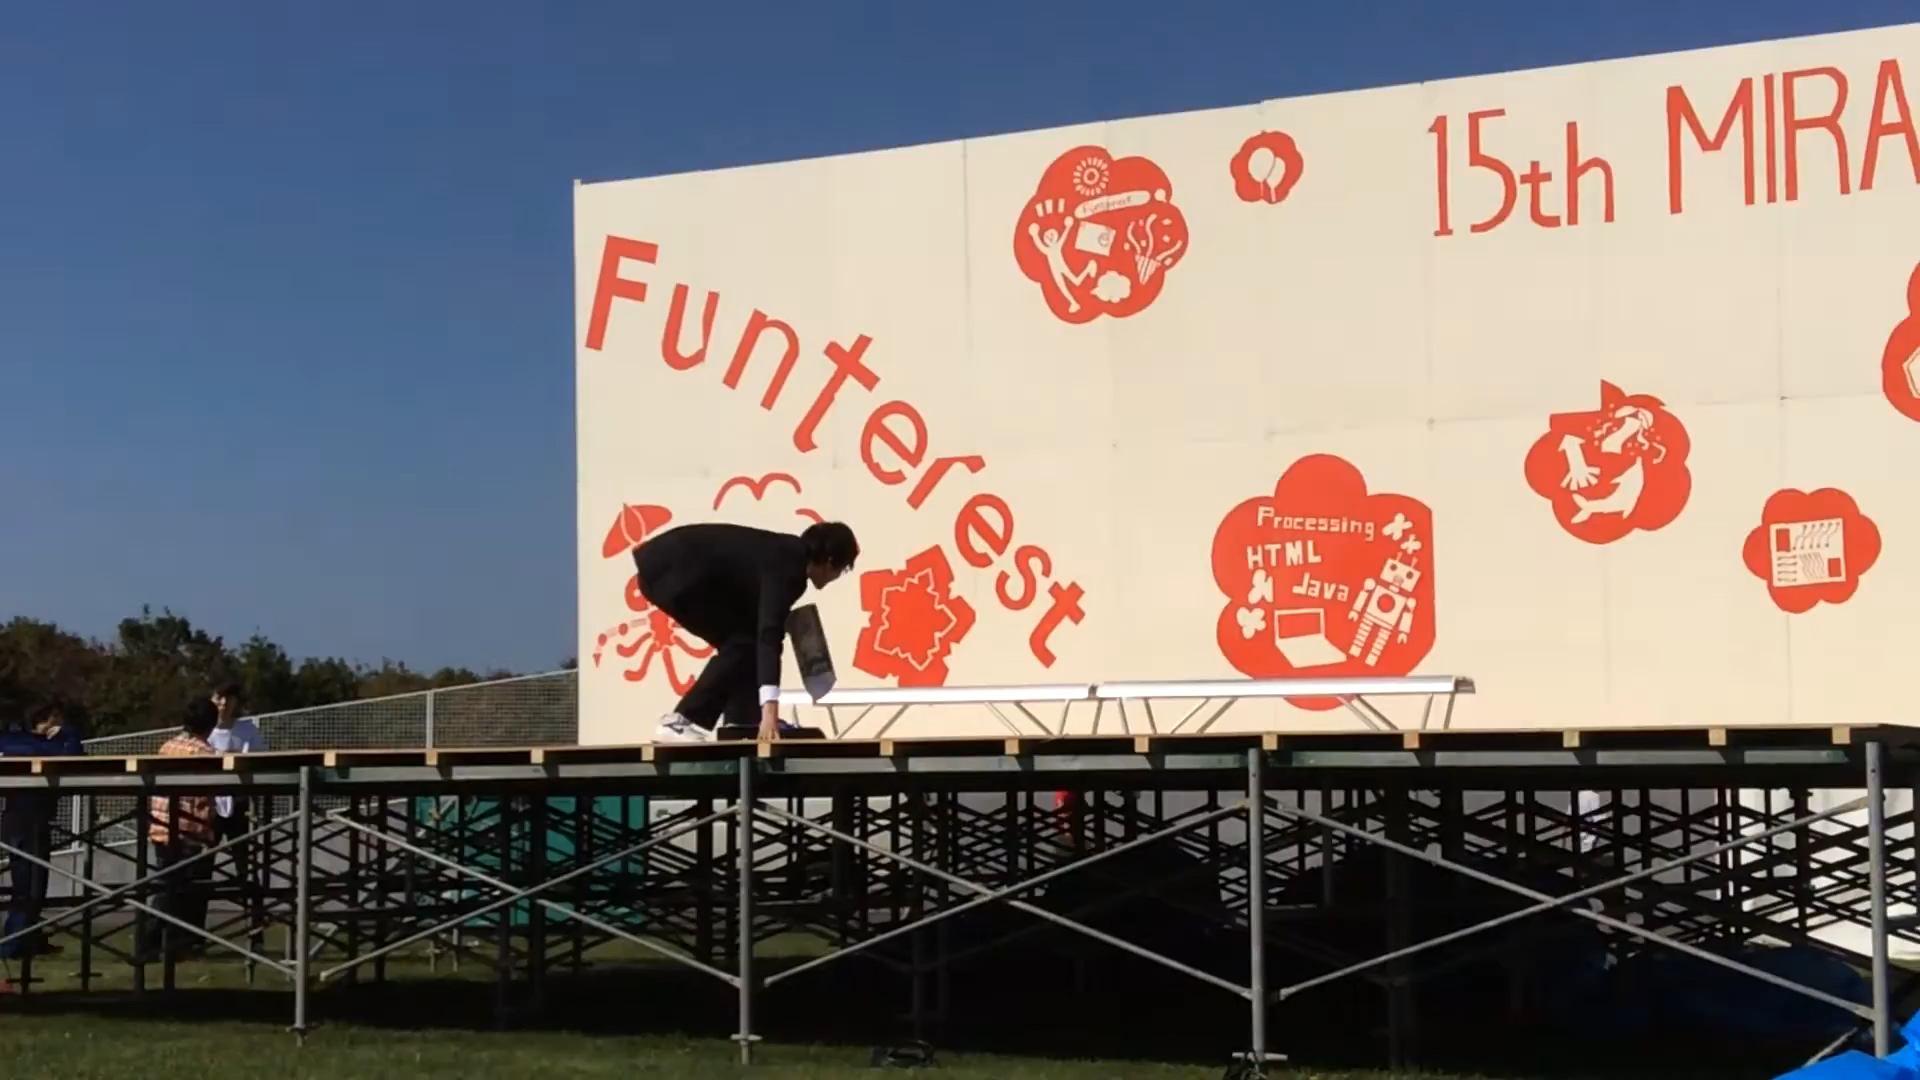 Funterest
15th MIRA
Processing
HTML
Java